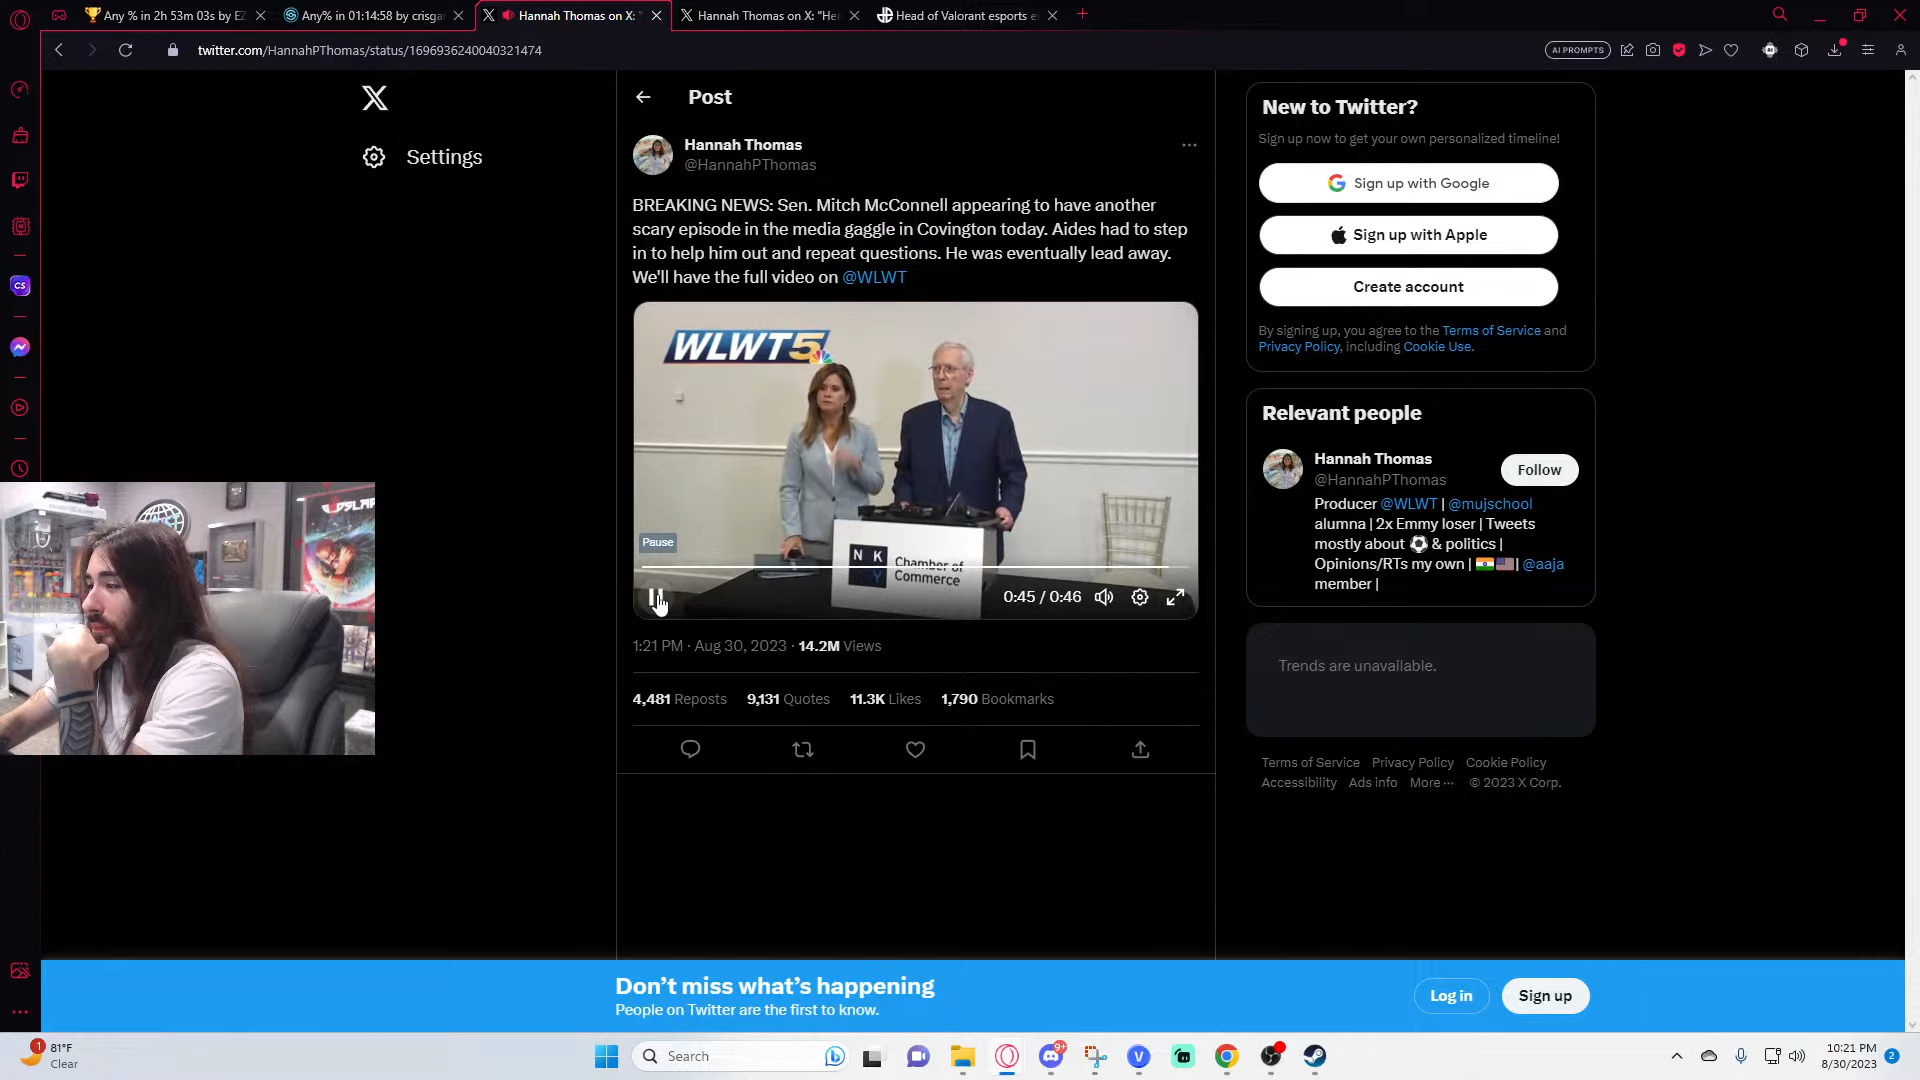 Any % in 2h 53m 03s by EZ
Any% in 01:14:58 by crisgar
Hannah Thomas on X: "
Hannah Thomas on X: "Her
Head of Valorant esports e
twitter.com/HannahPThomas/status/1696936240040321474
AI PROMPTS
Settings
Post
Hannah Thomas
@HannahPThomas
BREAKING NEWS: Sen. Mitch McConnell appearing to have another
scary episode in the media gaggle in Covington today. Aides had to step
in to help him out and repeat questions. He was eventually lead away.
We'll have the full video on @WLWT
WLWT5
N K Y
Chamber of
Commerce
Pause
0:45 / 0:46
1:21 PM · Aug 30, 2023 · 14.2M Views
4,481 Reposts 9,131 Quotes 11.3K Likes 1,790 Bookmarks
New to Twitter?
Sign up now to get your own personalized timeline!
Sign up with Google
Sign up with Apple
Create account
By signing up, you agree to the Terms of Service and
Privacy Policy, including Cookie Use.
Relevant people
Hannah Thomas
@HannahPThomas
Follow
Producer @WLWT | @mujschool
alumna | 2x Emmy loser | Tweets
mostly about ⚽ & politics |
Opinions/RTs my own | 🇮🇳🇺🇸| @aaja
member |
Trends are unavailable.
Terms of Service Privacy Policy Cookie Policy
Accessibility Ads info More ··· © 2023 X Corp.
CS
Don't miss what's happening
People on Twitter are the first to know.
Log in
Sign up
1
81°F
Clear
Search
9+
10:21 PM
8/30/2023
2